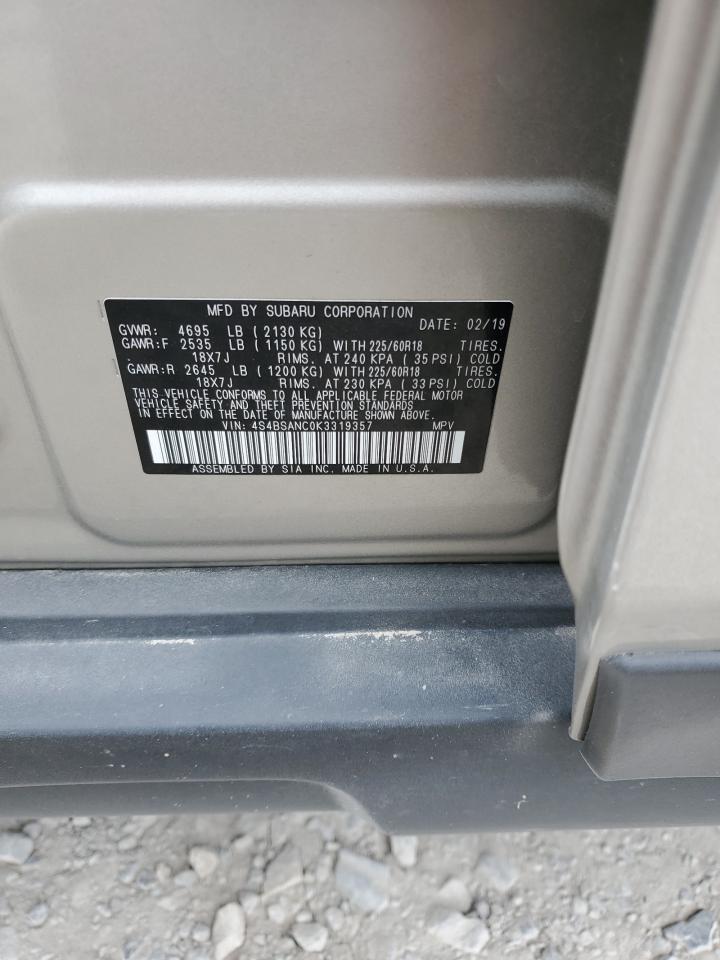 MFD BY SUBARU CORPORATION
GVWR: 4695 LB ( 2130 KG) DATE: 02/19
GAWR:F 2535 LB ( 1150 KG) WITH 225/60R18 TIRES.
18X7J RIMS. AT 240 KPA ( 35 PSI) COLD
GAWR:R 2645 LB ( 1200 KG) WITH 225/60R18 TIRES.
18X7J RIMS. AT 230 KPA ( 33 PSI) COLD
THIS VEHICLE CONFORMS TO ALL APPLICABLE FEDERAL MOTOR
VEHICLE SAFETY AND THEFT PREVENTION STANDARDS
IN EFFECT ON THE DATE OF MANUFACTURE SHOWN ABOVE.
VIN: 4S4BSANC0K3319357 MPV
ASSEMBLED BY SIA INC. MADE IN U.S.A.